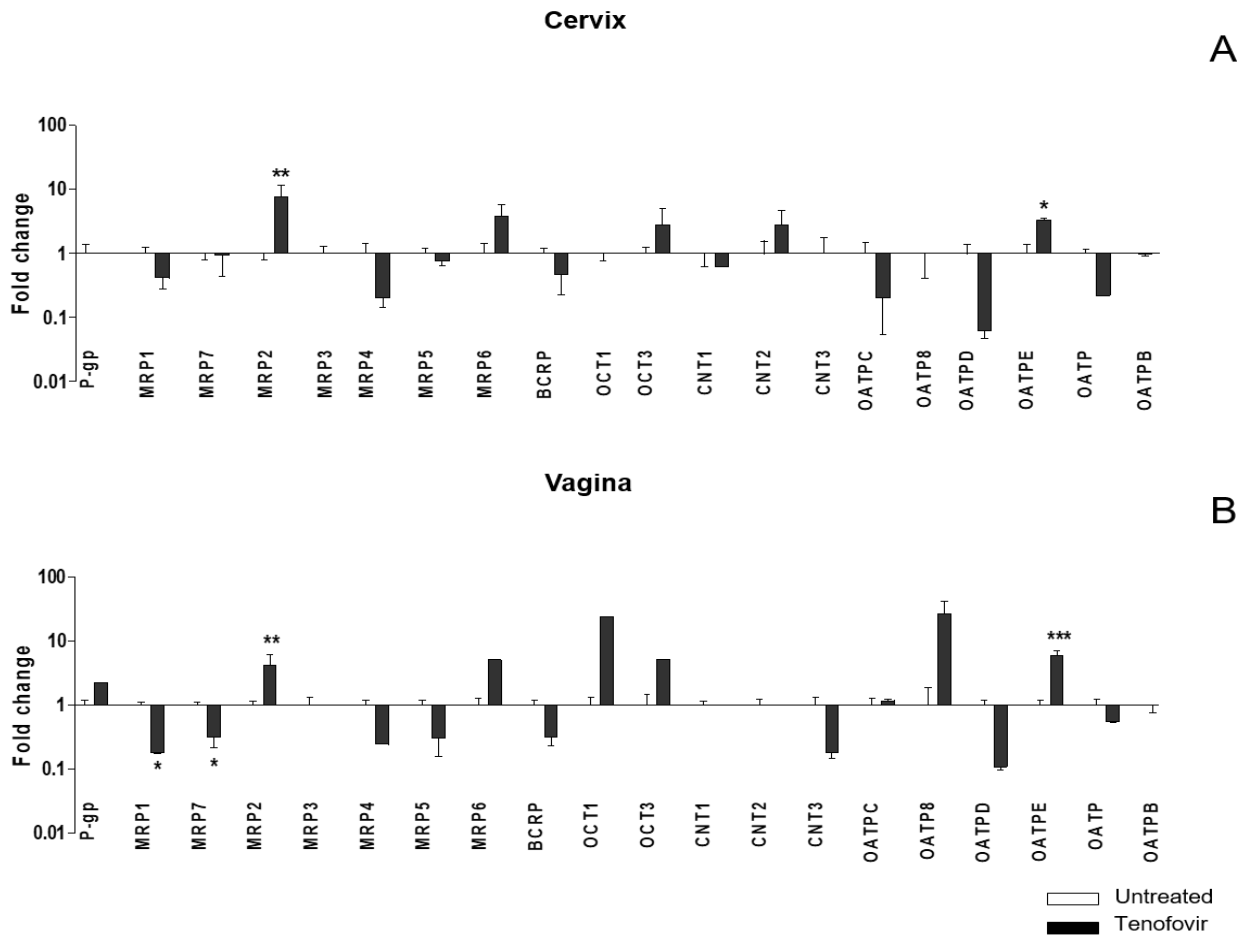 Cervix
A
Fold change
100
10
1
0.1
0.01
**
*
P-gp
MRP1
MRP7
MRP2
MRP3
MRP4
MRP5
MRP6
BCRP
OCT1
OCT3
CNT1
CNT2
CNT3
OATPC
OATP8
OATPD
OATPE
OATP
OATPB
Vagina
B
Fold change
100
10
1
0.1
0.01
*
*
**
***
P-gp
MRP1
MRP7
MRP2
MRP3
MRP4
MRP5
MRP6
BCRP
OCT1
OCT3
CNT1
CNT2
CNT3
OATPC
OATP8
OATPD
OATPE
OATP
OATPB
Untreated
Tenofovir